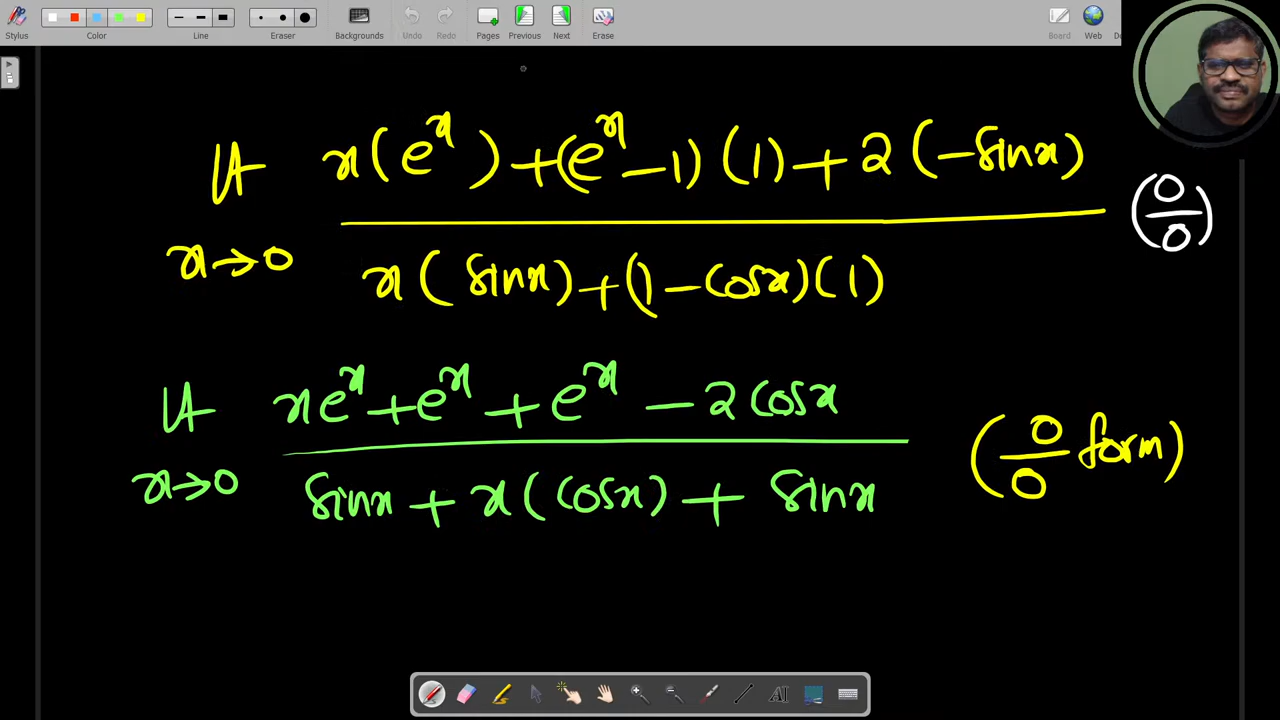 Stylus Color Line Eraser Backgrounds Undo Redo Pages Previous Next Erase Board Web
Lt x→0 x(e^x)+(e^x-1)(1)+2(-sinx) / x(sinx)+(1-cosx)(1) (0/0)
Lt x→0 xe^x+e^x+e^x-2cosx / sinx+x(cosx)+sinx (0/0 form)